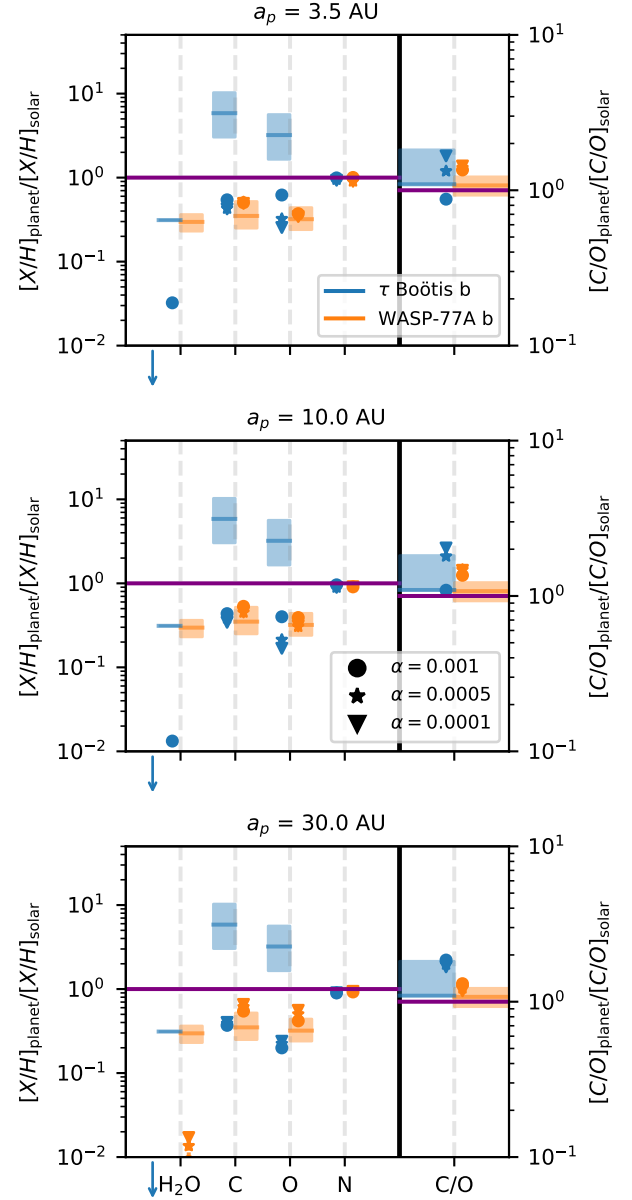 a_p = 3.5 AU
10^1
10^0
10^-1
10^-2
[X/H]_planet/[X/H]_solar
10^1
10^0
10^-1
[C/O]_planet/[C/O]_solar
τ Boötis b
WASP-77A b
a_p = 10.0 AU
10^1
10^0
10^-1
10^-2
[X/H]_planet/[X/H]_solar
10^1
10^0
10^-1
[C/O]_planet/[C/O]_solar
α = 0.001
α = 0.0005
α = 0.0001
a_p = 30.0 AU
10^1
10^0
10^-1
10^-2
[X/H]_planet/[X/H]_solar
10^1
10^0
10^-1
[C/O]_planet/[C/O]_solar
H₂O C O N C/O